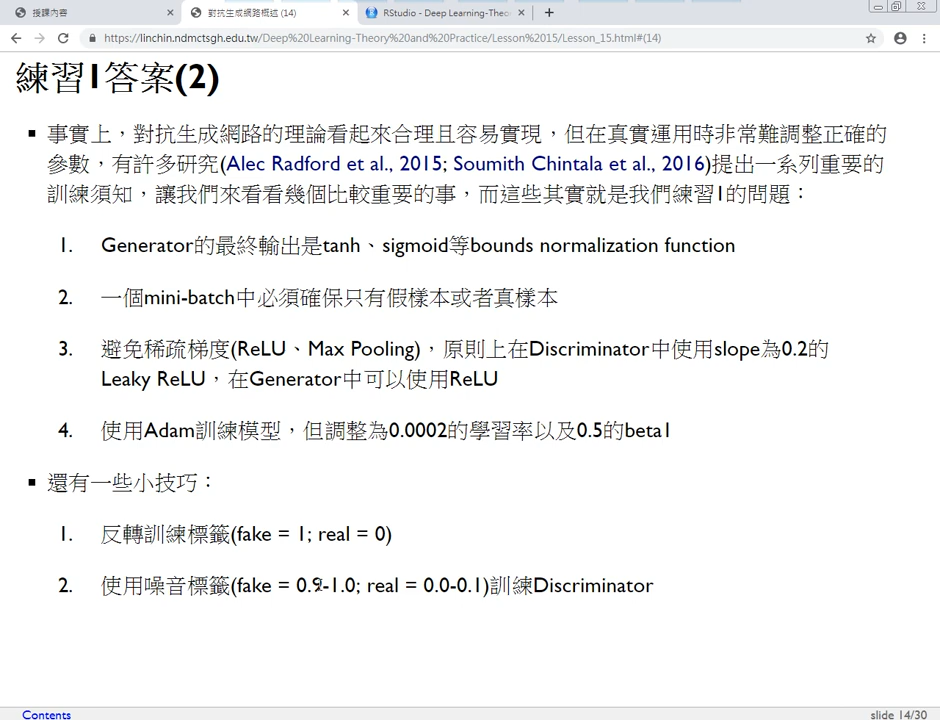 授課內容
對抗生成網路概述 (14)
RStudio - Deep Learning-Theor
https://linchin.ndmctsgh.edu.tw/Deep%20Learning-Theory%20and%20Practice/Lesson%2015/Lesson_15.html#(14)
練習1答案(2)
事實上，對抗生成網路的理論看起來合理且容易實現，但在真實運用時非常難調整正確的
參數，有許多研究(Alec Radford et al., 2015; Soumith Chintala et al., 2016)提出一系列重要的
訓練須知，讓我們來看看幾個比較重要的事，而這些其實就是我們練習1的問題：
1. Generator的最終輸出是tanh、sigmoid等bounds normalization function
2. 一個mini-batch中必須確保只有假樣本或者真樣本
3. 避免稀疏梯度(ReLU、Max Pooling)，原則上在Discriminator中使用slope為0.2的
Leaky ReLU，在Generator中可以使用ReLU
4. 使用Adam訓練模型，但調整為0.0002的學習率以及0.5的beta1
還有一些小技巧：
1. 反轉訓練標籤(fake = 1; real = 0)
2. 使用噪音標籤(fake = 0.9-1.0; real = 0.0-0.1)訓練Discriminator
Contents
slide 14/30